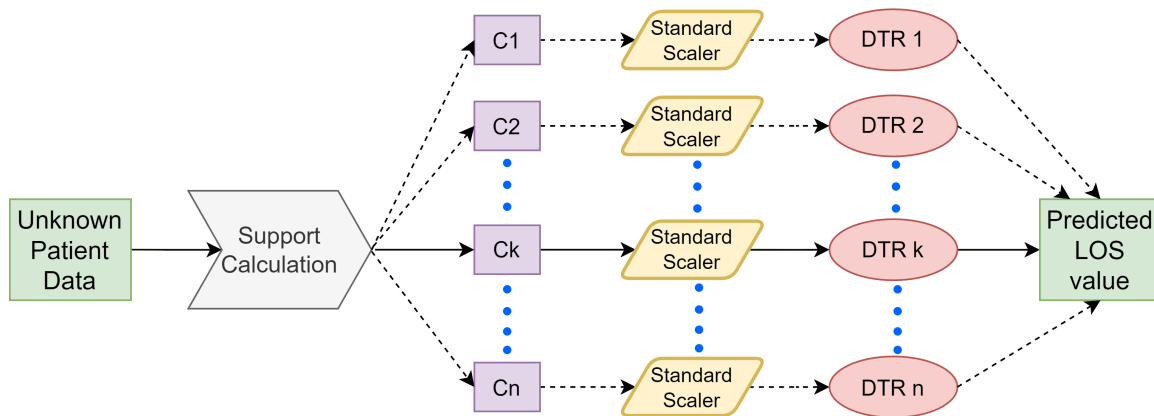 Unknown
Patient
Data
Support
Calculation
C1
Standard
Scaler
DTR 1
C2
Standard
Scaler
DTR 2
Ck
Standard
Scaler
DTR k
Cn
Standard
Scaler
DTR n
Predicted
LOS
value